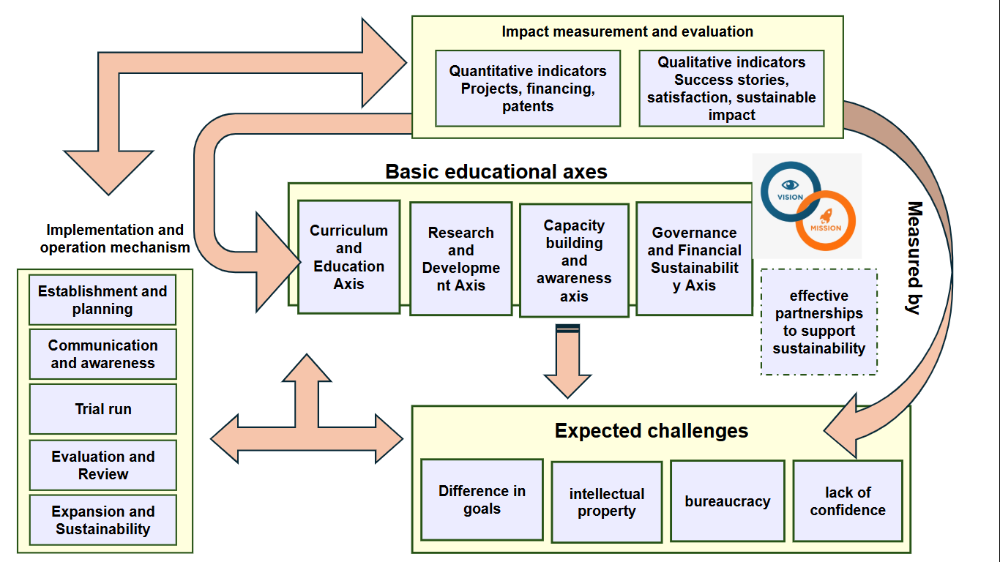 Impact measurement and evaluation
Quantitative indicators
Projects, financing,
patents
Qualitative indicators
Success stories,
satisfaction, sustainable
impact
Basic educational axes
Curriculum
and
Education
Axis
Research
and
Developme
nt Axis
Capacity
building
and
awareness
axis
Governance
and Financial
Sustainabilit
y Axis
VISION
MISSION
Measured by
effective
partnerships
to support
sustainability
Implementation and
operation mechanism
Establishment and
planning
Communication
and awareness
Trial run
Evaluation and
Review
Expansion and
Sustainability
Expected challenges
Difference in
goals
intellectual
property
bureaucracy
lack of
confidence